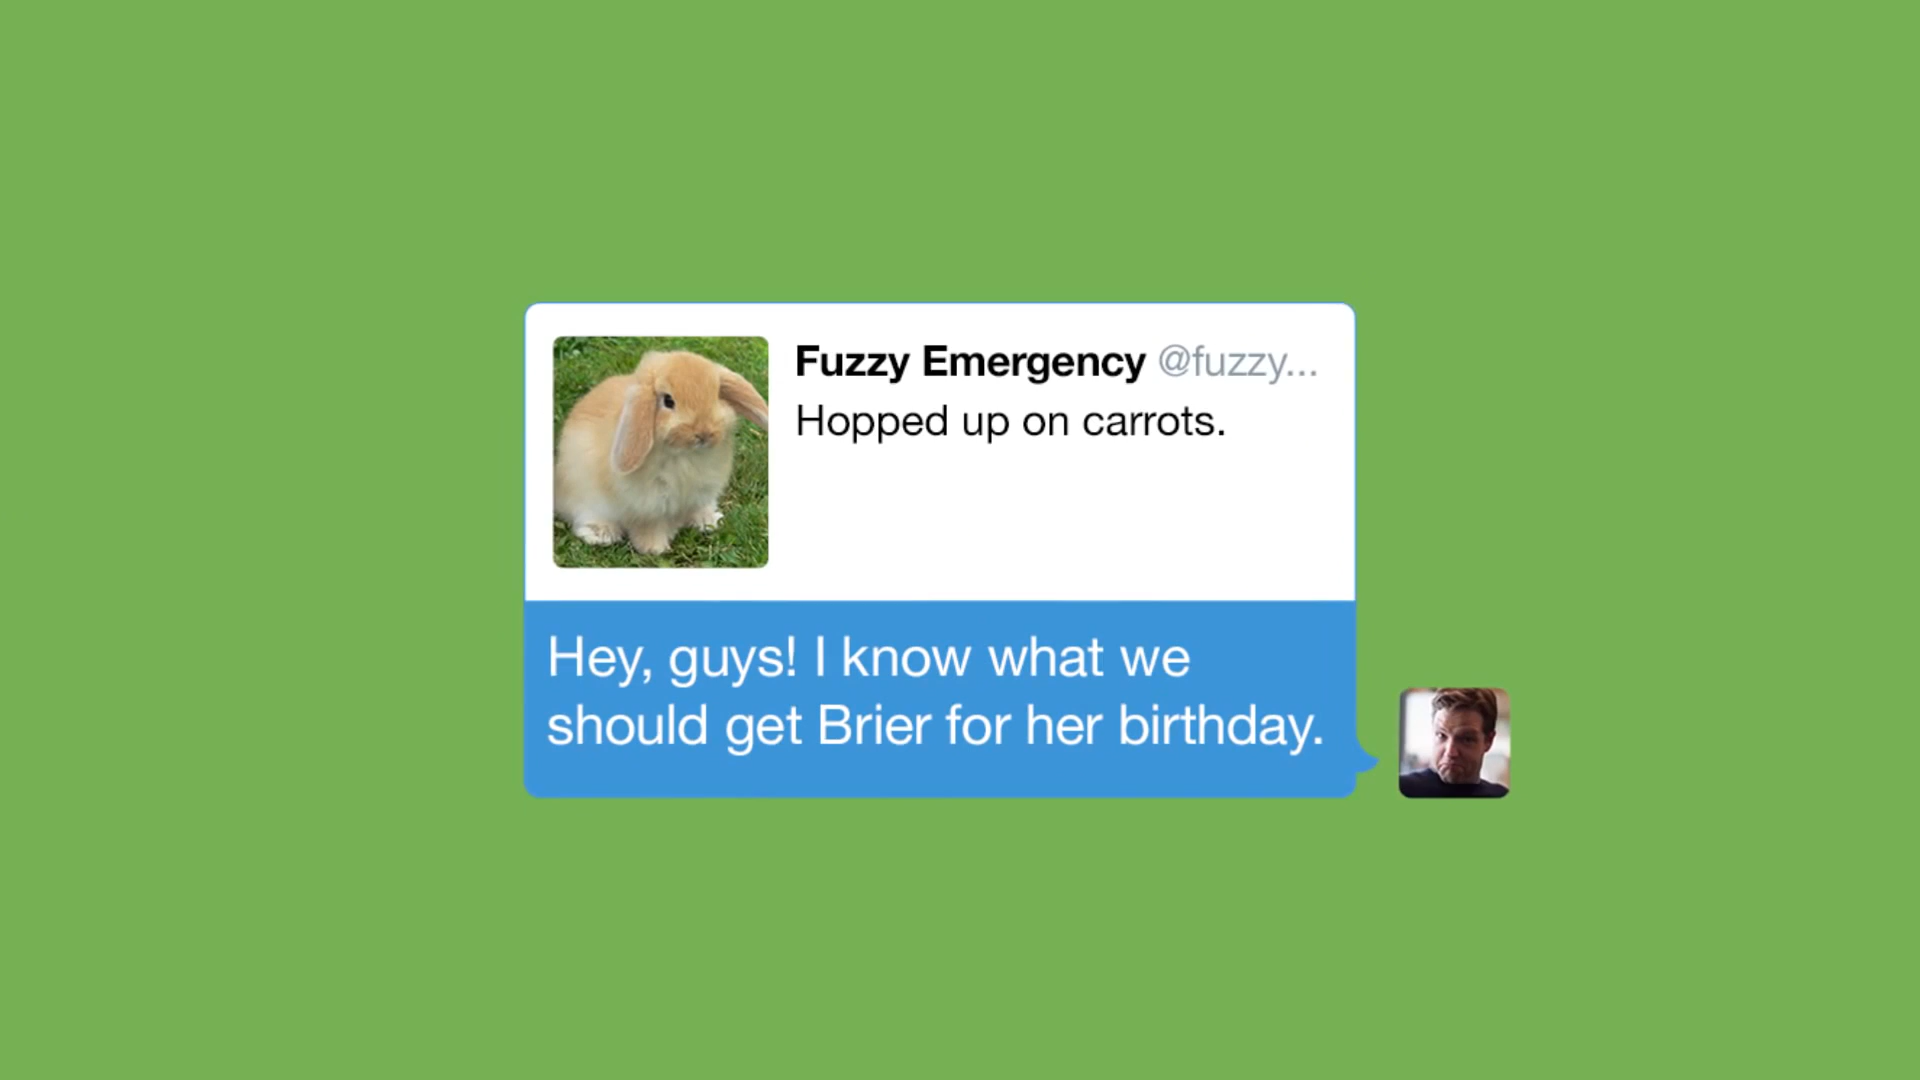 Fuzzy Emergency @fuzzy...
Hopped up on carrots.
Hey, guys! I know what we
should get Brier for her birthday.